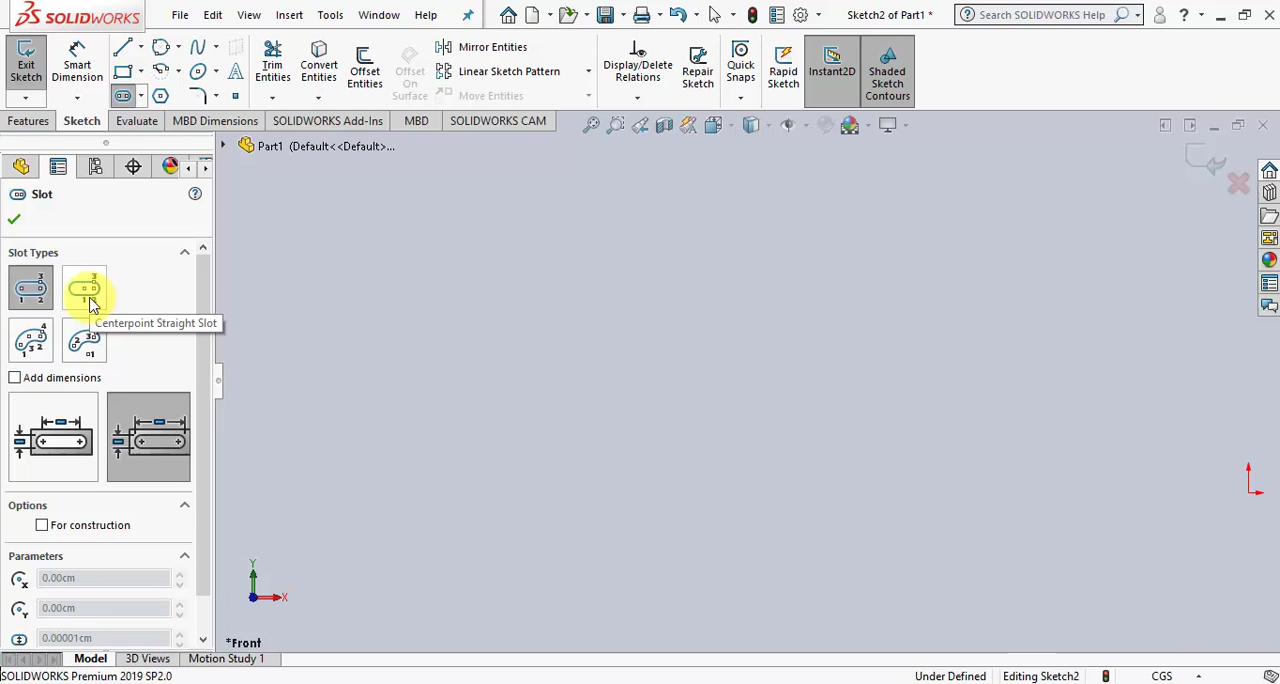 SOLIDWORKS File Edit View Insert Tools Window Help Sketch2 of Part1 * Search SOLIDWORKS Help ?
Exit Sketch
Smart Dimension
Trim Entities
Convert Entities
Offset Entities
Offset On Surface
Mirror Entities
Linear Sketch Pattern
Move Entities
Display/Delete Relations
Repair Sketch
Quick Snaps
Rapid Sketch
Instant2D
Shaded Sketch Contours
Features Sketch Evaluate MBD Dimensions SOLIDWORKS Add-Ins MBD SOLIDWORKS CAM
Part1 (Default<<Default>...
Slot ?
Slot Types
Centerpoint Straight Slot
Add dimensions
Options
For construction
Parameters
0.00cm
0.00cm
0.00001cm
Y
X
*Front
Model 3D Views Motion Study 1
SOLIDWORKS Premium 2019 SP2.0 Under Defined Editing Sketch2 CGS